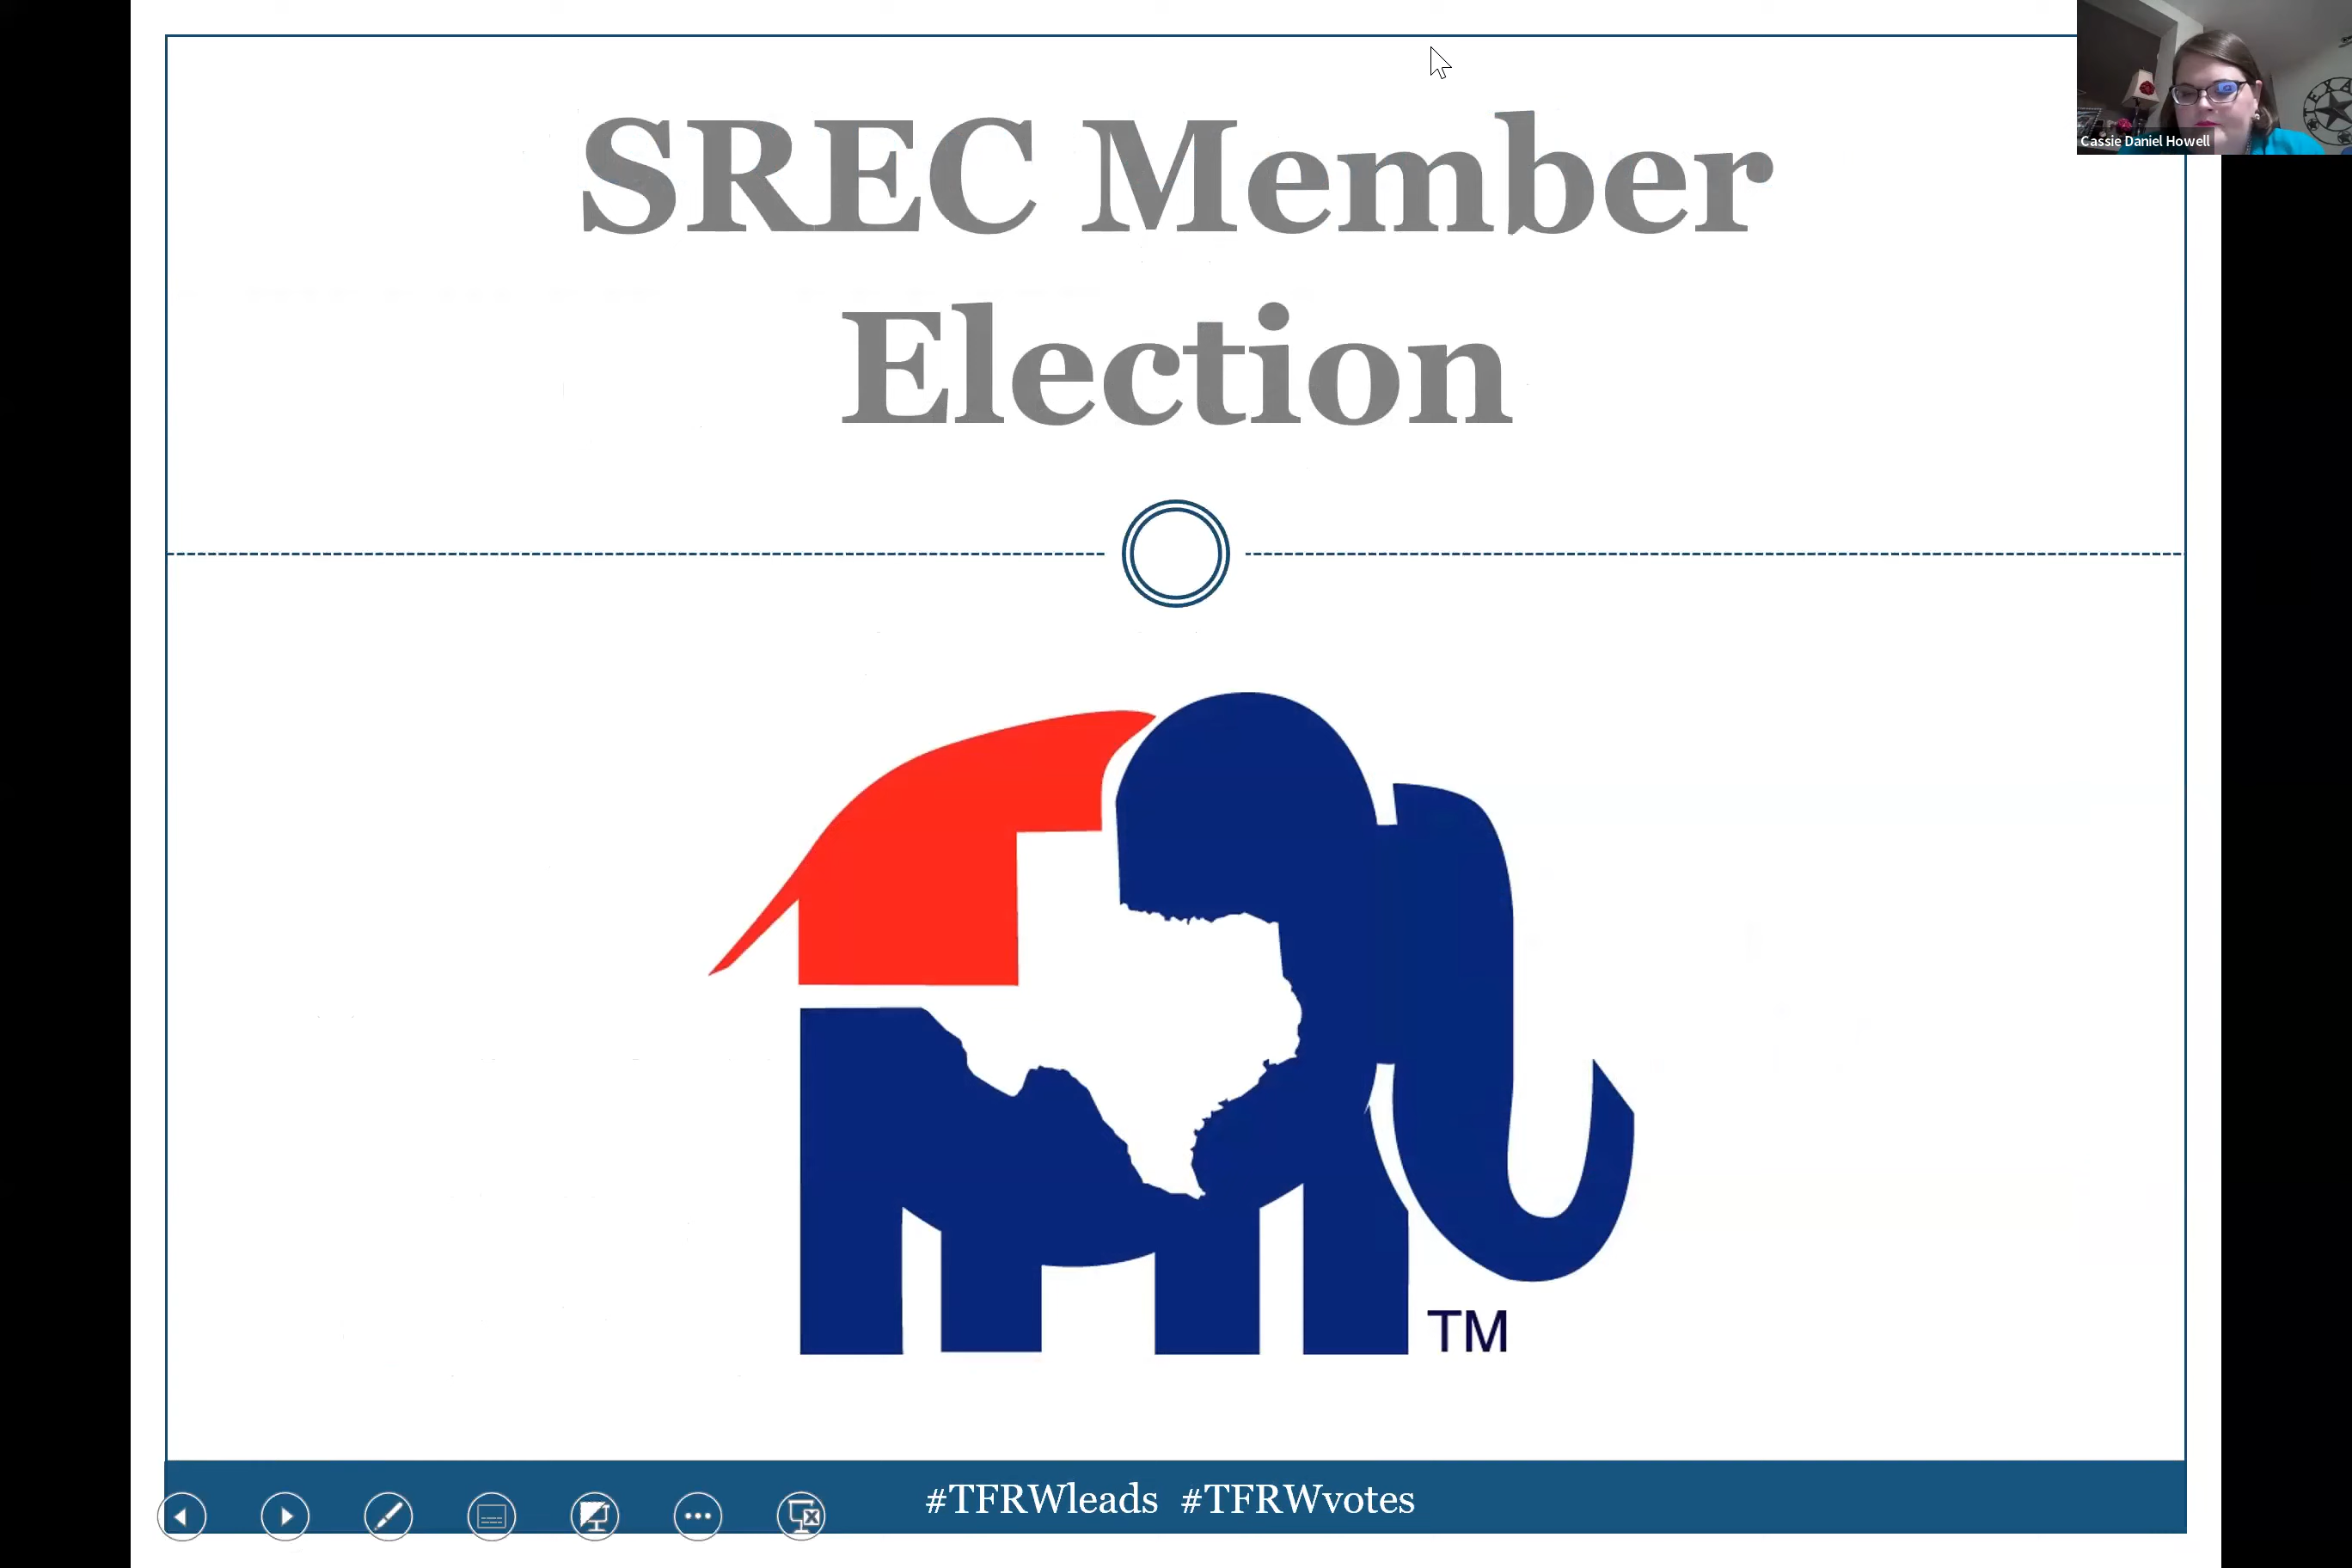 SREC Member
Election
Cassie Daniel Howell
TM
#TFRWleads #TFRWvotes